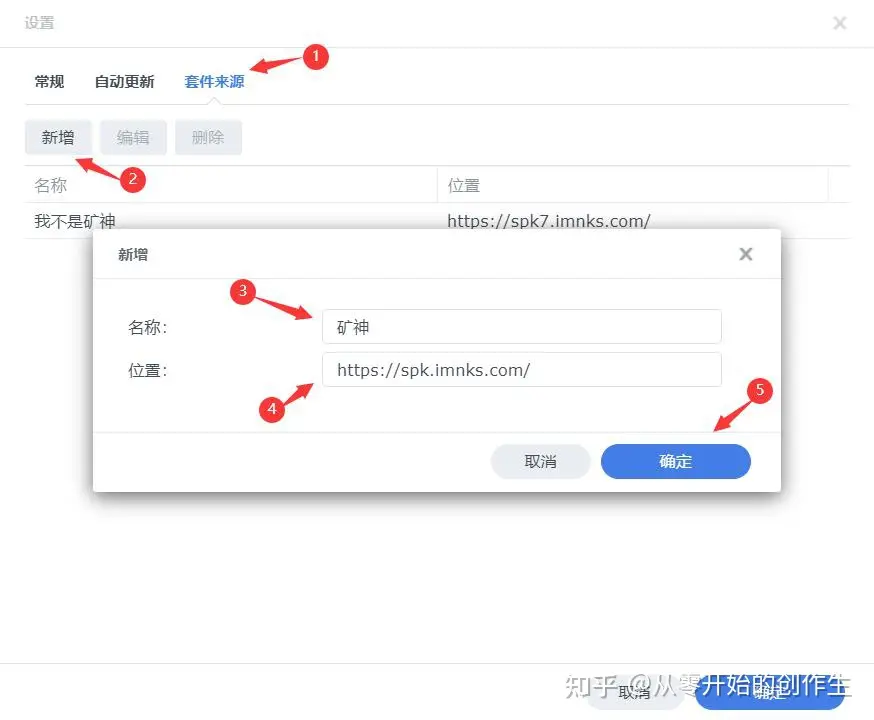 设置
1
常规 自动更新 套件来源
新增 编辑 删除
2
名称 位置
我不是矿神 https://spk7.imnks.com/
新增
3
名称: 矿神
位置: https://spk.imnks.com/
4
5
取消 确定
取消 确定
知乎 @从零开始的创作生